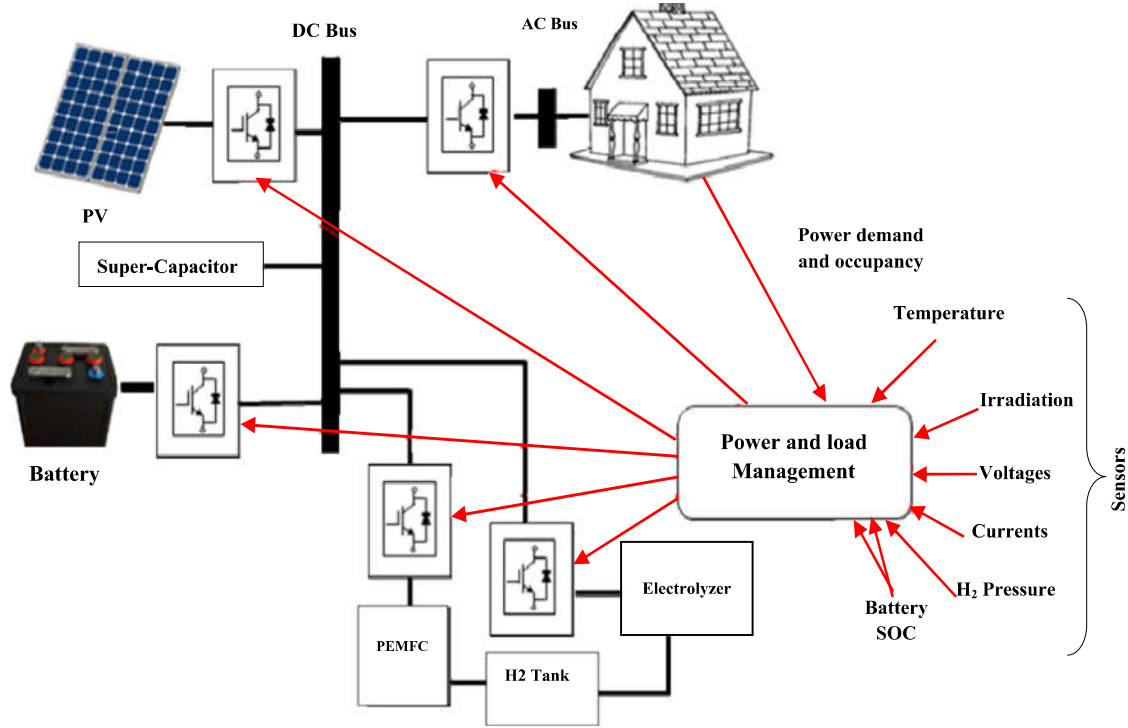 DC Bus
AC Bus
PV
Super-Capacitor
Battery
Power demand
and occupancy
Temperature
Irradiation
Voltages
Currents
H₂ Pressure
Battery
SOC
Sensors
Power and load
Management
Electrolyzer
PEMFC
H2 Tank